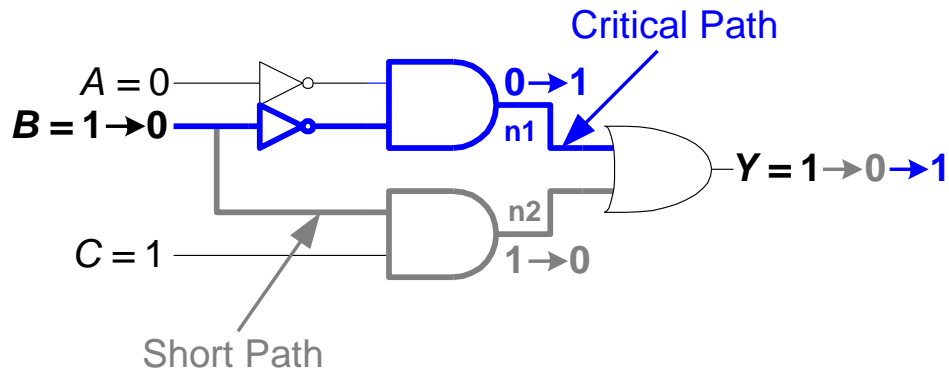 Critical Path
A = 0
0→1
B = 1→0
n1
Y = 1→0→1
n2
C = 1
1→0
Short Path